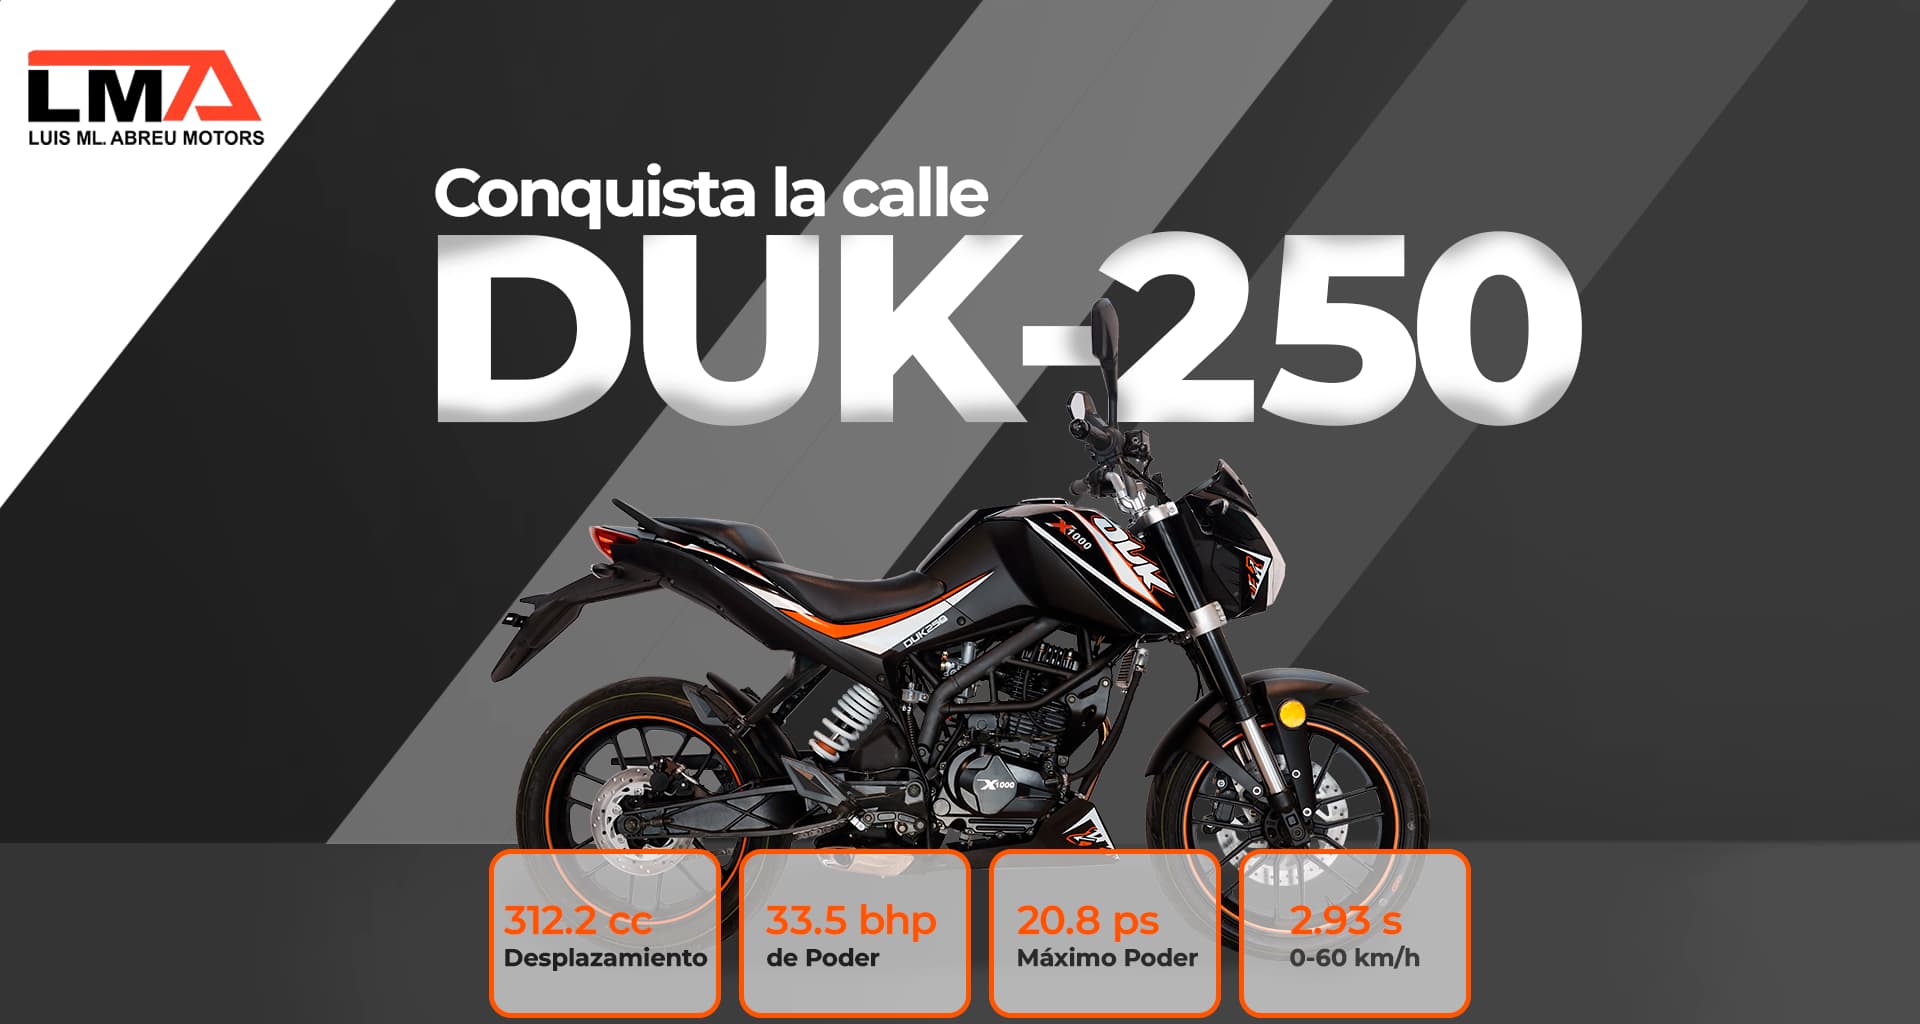 LMA
LUIS ML. ABREU MOTORS
Conquista la calle
DUK-250
X1000
DUK
DUK250
X1000
312.2 cc
Desplazamiento
33.5 bhp
de Poder
20.8 ps
Máximo Poder
2.93 s
0-60 km/h